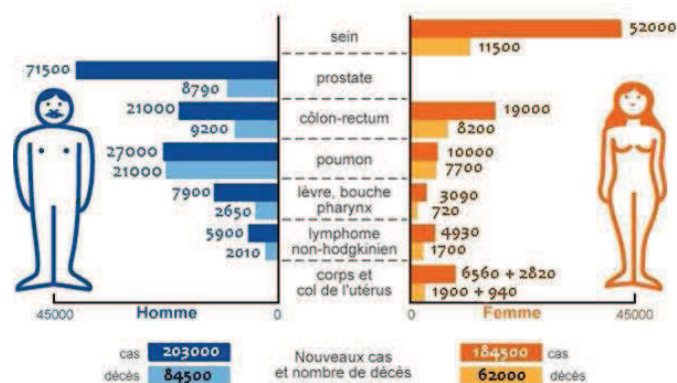 sein
52000
11500
71500
prostate
8790
21000
côlon-rectum
19000
9200
8200
27000
poumon
10000
21000
7700
7900
lèvre, bouche
pharynx
3090
2650
720
5900
lymphome
non-hodgkinien
4930
2010
1700
corps et
col de l'utérus
6560 + 2820
1900 + 940
45000 Homme 0 0 Femme 45000
cas 203000 Nouveaux cas 184500 cas
décès 84500 et nombre de décès 62000 décès